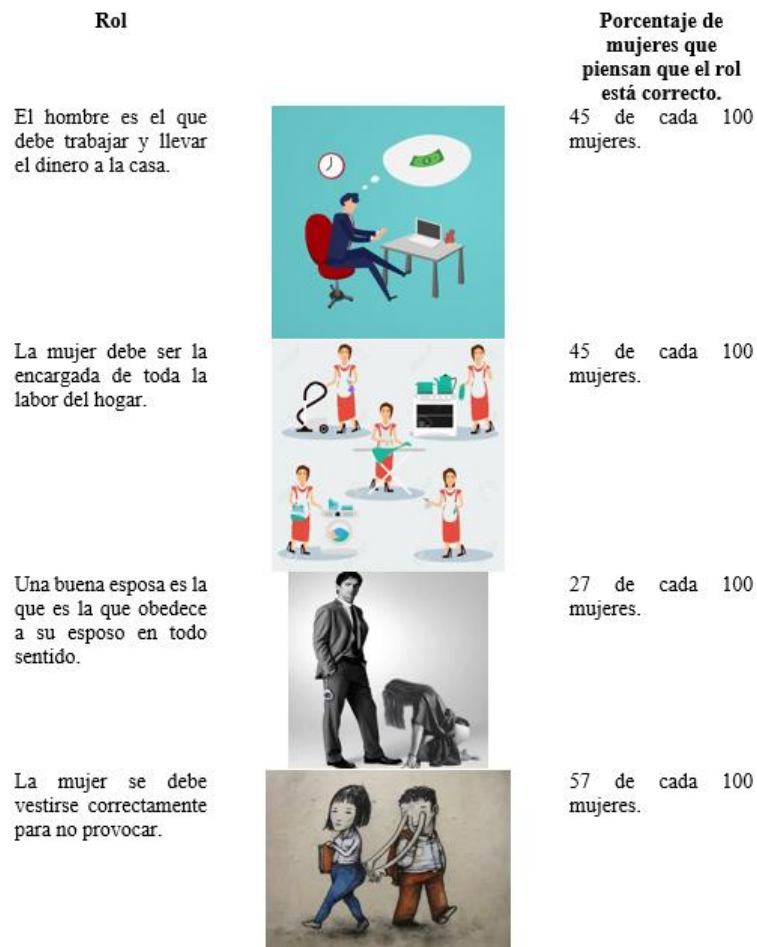 Rol
Porcentaje de
mujeres que
piensan que el rol
está correcto.
El hombre es el que
debe trabajar y llevar
el dinero a la casa.
45 de cada 100
mujeres.
La mujer debe ser la
encargada de toda la
labor del hogar.
45 de cada 100
mujeres.
Una buena esposa es la
que es la que obedece
a su esposo en todo
sentido.
27 de cada 100
mujeres.
La mujer se debe
vestirse correctamente
para no provocar.
57 de cada 100
mujeres.